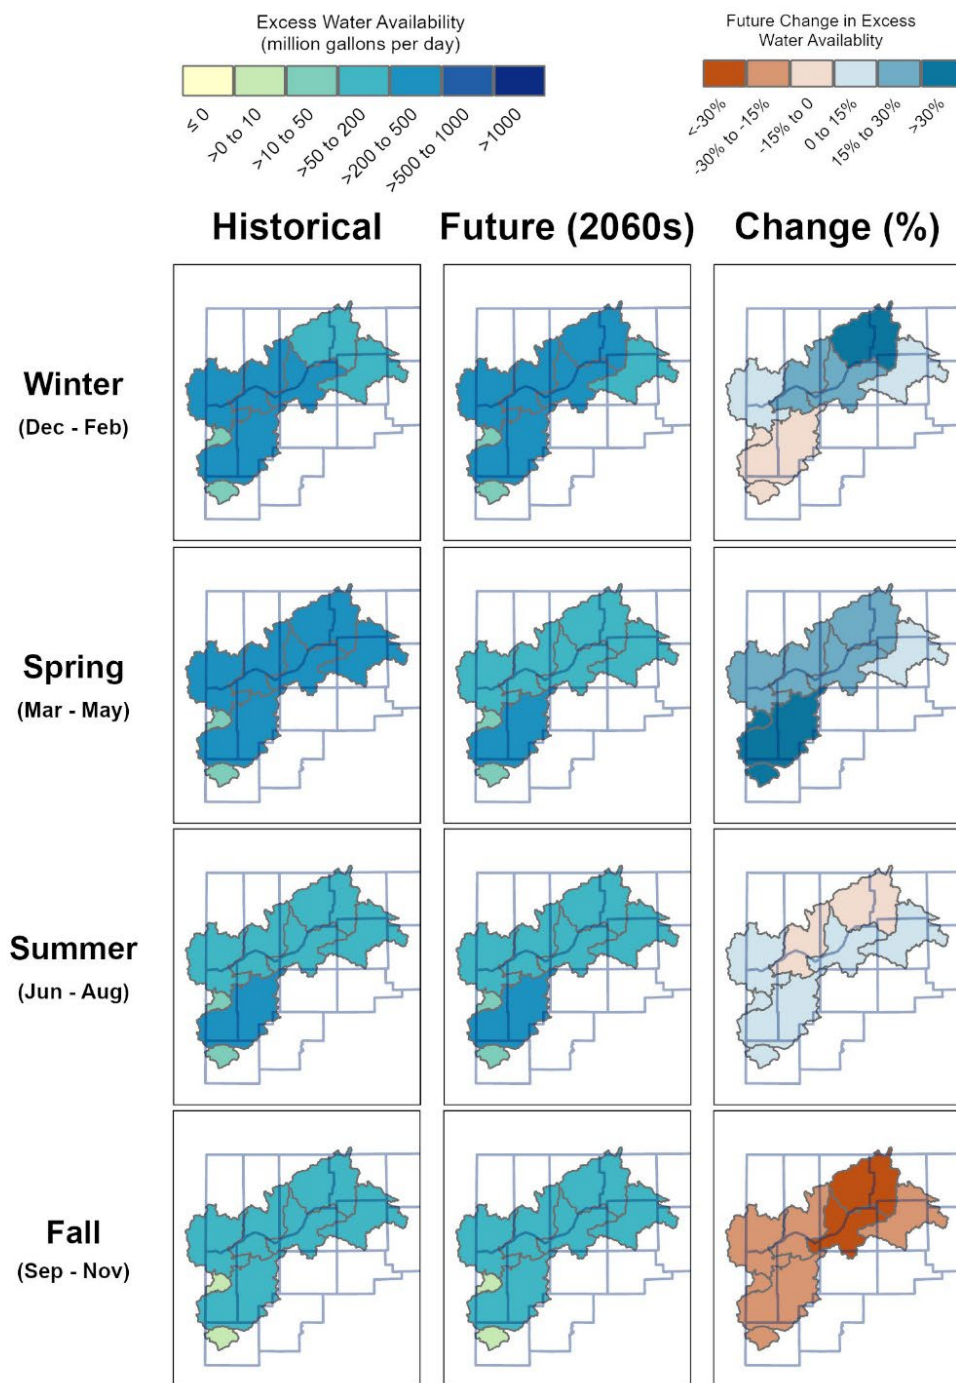 Excess Water Availability
(million gallons per day)
≤ 0
>0 to 10
>10 to 50
>50 to 200
>200 to 500
>500 to 1000
>1000
Future Change in Excess
Water Availablity
<-30%
-30% to -15%
-15% to 0
0 to 15%
15% to 30%
>30%
Historical
Future (2060s)
Change (%)
Winter
(Dec - Feb)
Spring
(Mar - May)
Summer
(Jun - Aug)
Fall
(Sep - Nov)